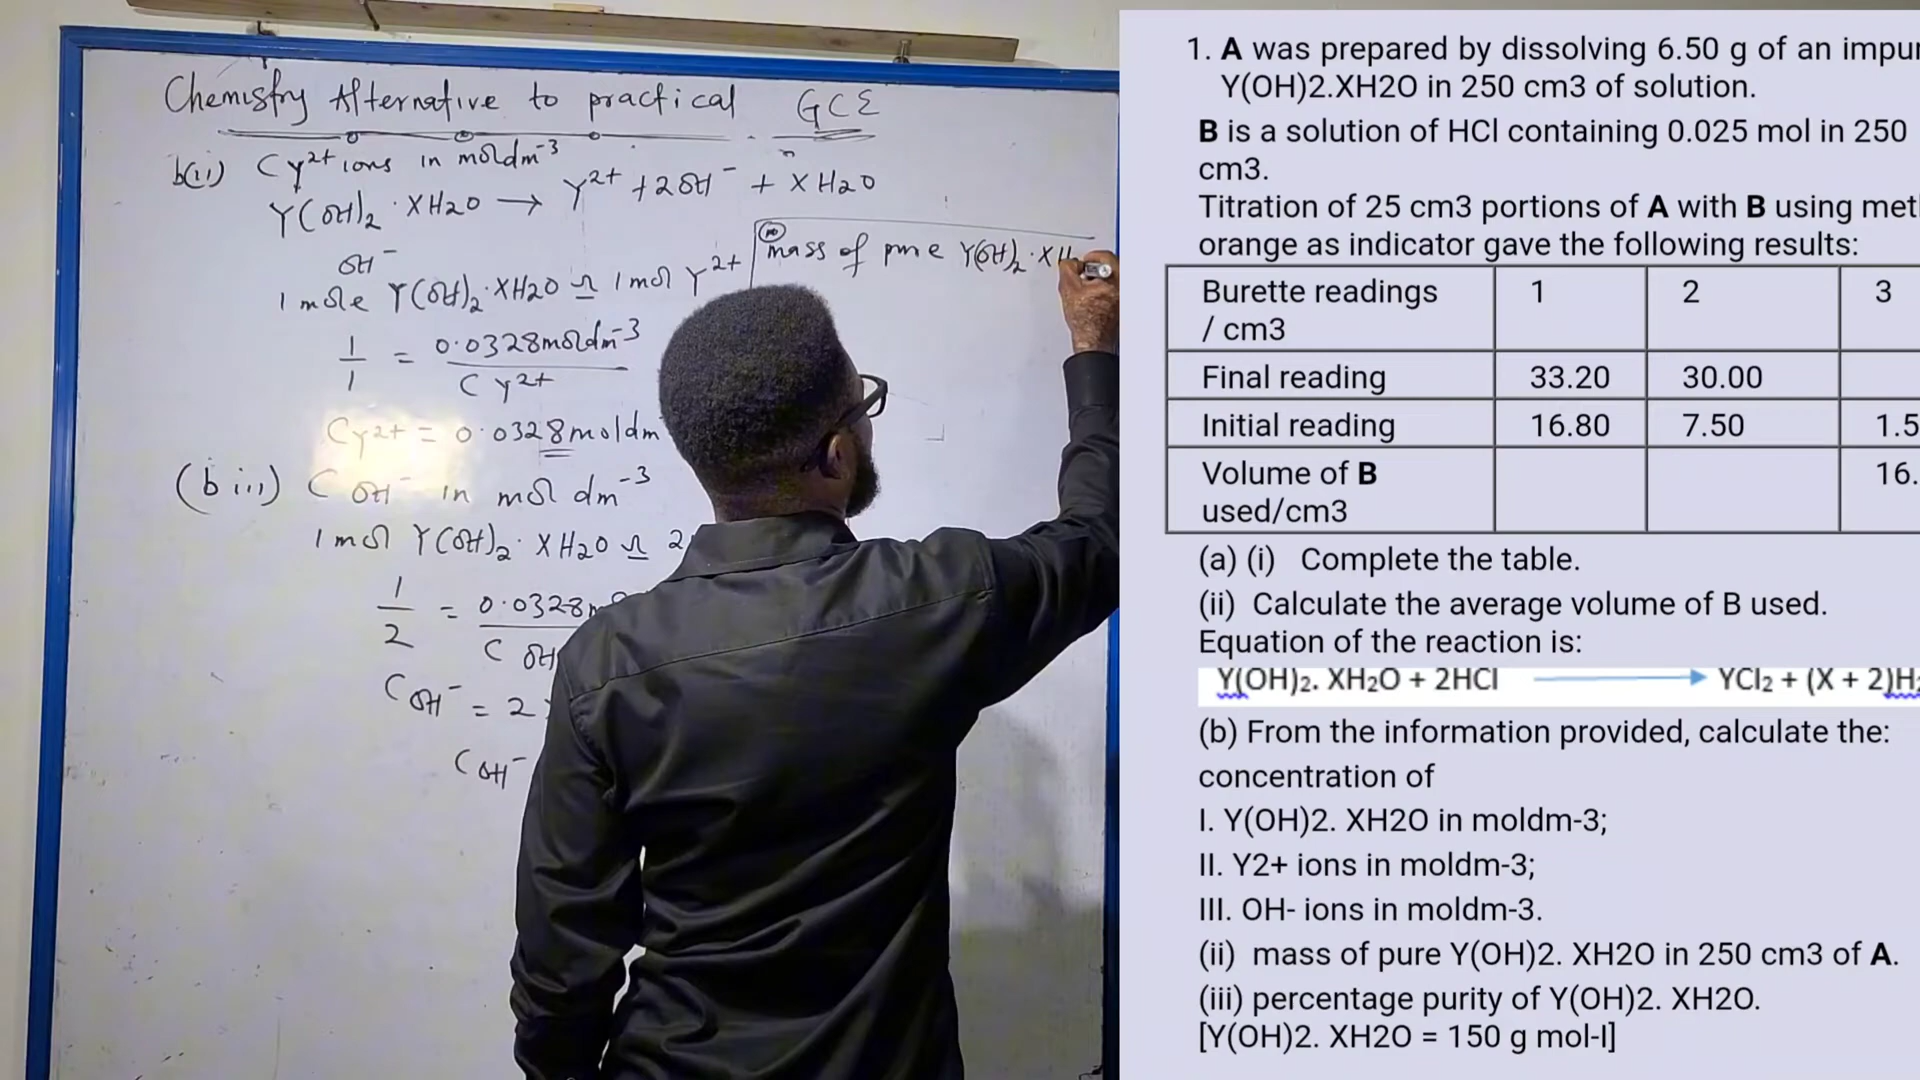 Chemistry Alternative to practical GCE
b(ii) Cy2+ ions in moldm-3
Y(OH)2 . XH2O → Y2+ + 2OH- + XH2O
OH-
1 mole Y(OH)2 . XH2O ≏ 1 mol Y2+
1/1 = 0.0328moldm-3 / C y2+
Cy2+ = 0.0328moldm
(b iii) C OH- in mol dm-3
1 mol Y(OH)2 . XH2O ≏ 2
1/2 = 0.0328m / C OH
COH- = 2
COH-
mass of pure Y(OH)2 . XH
1. A was prepared by dissolving 6.50 g of an impur
Y(OH)2.XH2O in 250 cm3 of solution.
B is a solution of HCl containing 0.025 mol in 250
cm3.
Titration of 25 cm3 portions of A with B using met
orange as indicator gave the following results:
Burette readings / cm3 1 2 3
Final reading 33.20 30.00
Initial reading 16.80 7.50 1.5
Volume of B used/cm3 16.
(a) (i) Complete the table.
(ii) Calculate the average volume of B used.
Equation of the reaction is:
Y(OH)2. XH2O + 2HCl → YCl2 + (X + 2)H2
(b) From the information provided, calculate the:
concentration of
I. Y(OH)2. XH2O in moldm-3;
II. Y2+ ions in moldm-3;
III. OH- ions in moldm-3.
(ii) mass of pure Y(OH)2. XH2O in 250 cm3 of A.
(iii) percentage purity of Y(OH)2. XH2O.
[Y(OH)2. XH2O = 150 g mol-l]